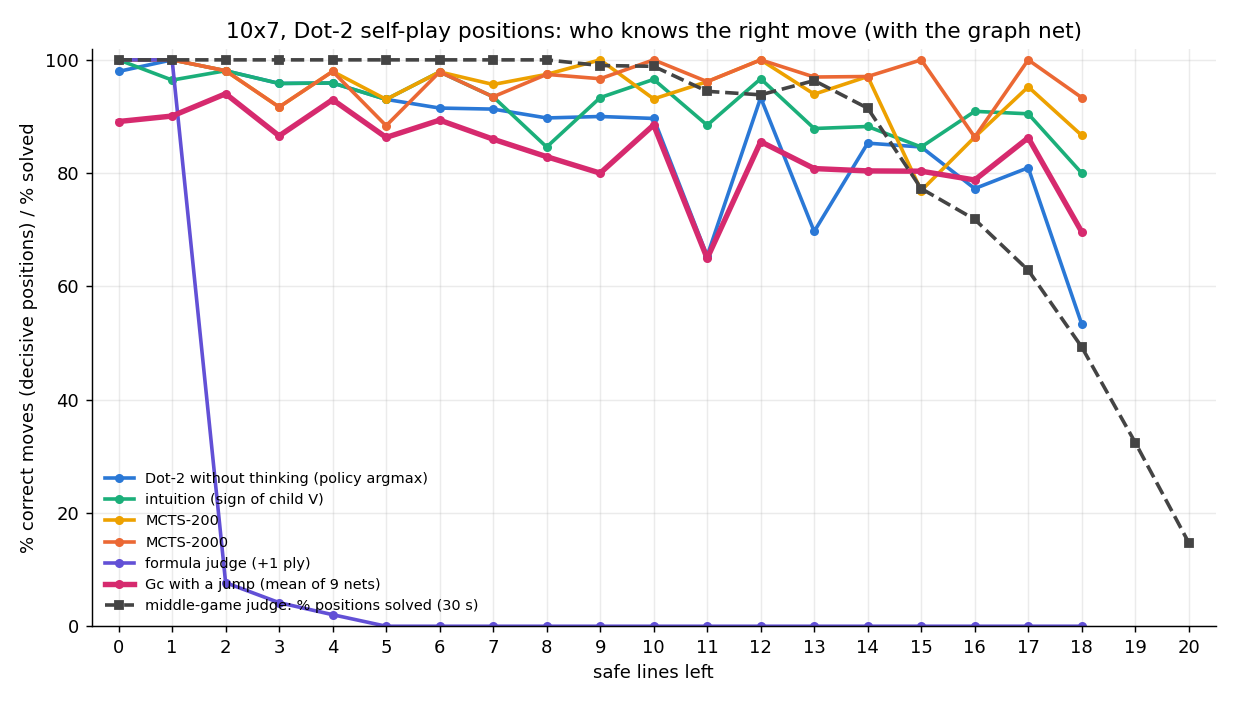 10x7, Dot-2 self-play positions: who knows the right move (with the graph net)
% correct moves (decisive positions) / % solved
100
80
60
40
20
0
Dot-2 without thinking (policy argmax)
intuition (sign of child V)
MCTS-200
MCTS-2000
formula judge (+1 ply)
Gc with a jump (mean of 9 nets)
middle-game judge: % positions solved (30 s)
0 1 2 3 4 5 6 7 8 9 10 11 12 13 14 15 16 17 18 19 20
safe lines left